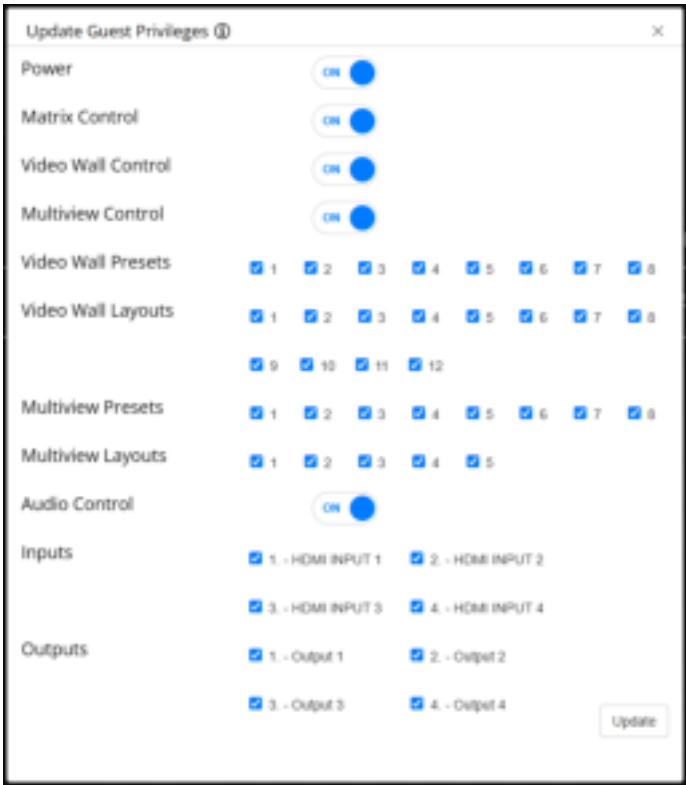 Update Guest Privileges ⓘ ×
Power ON
Matrix Control ON
Video Wall Control ON
Multiview Control ON
Video Wall Presets 1 2 3 4 5 6 7 8
Video Wall Layouts 1 2 3 4 5 6 7 8
9 10 11 12
Multiview Presets 1 2 3 4 5 6 7 8
Multiview Layouts 1 2 3 4 5
Audio Control ON
Inputs 1. - HDMI INPUT 1 2. - HDMI INPUT 2
3. - HDMI INPUT 3 4. - HDMI INPUT 4
Outputs 1. - Output 1 2. - Output 2
3. - Output 3 4. - Output 4
Update